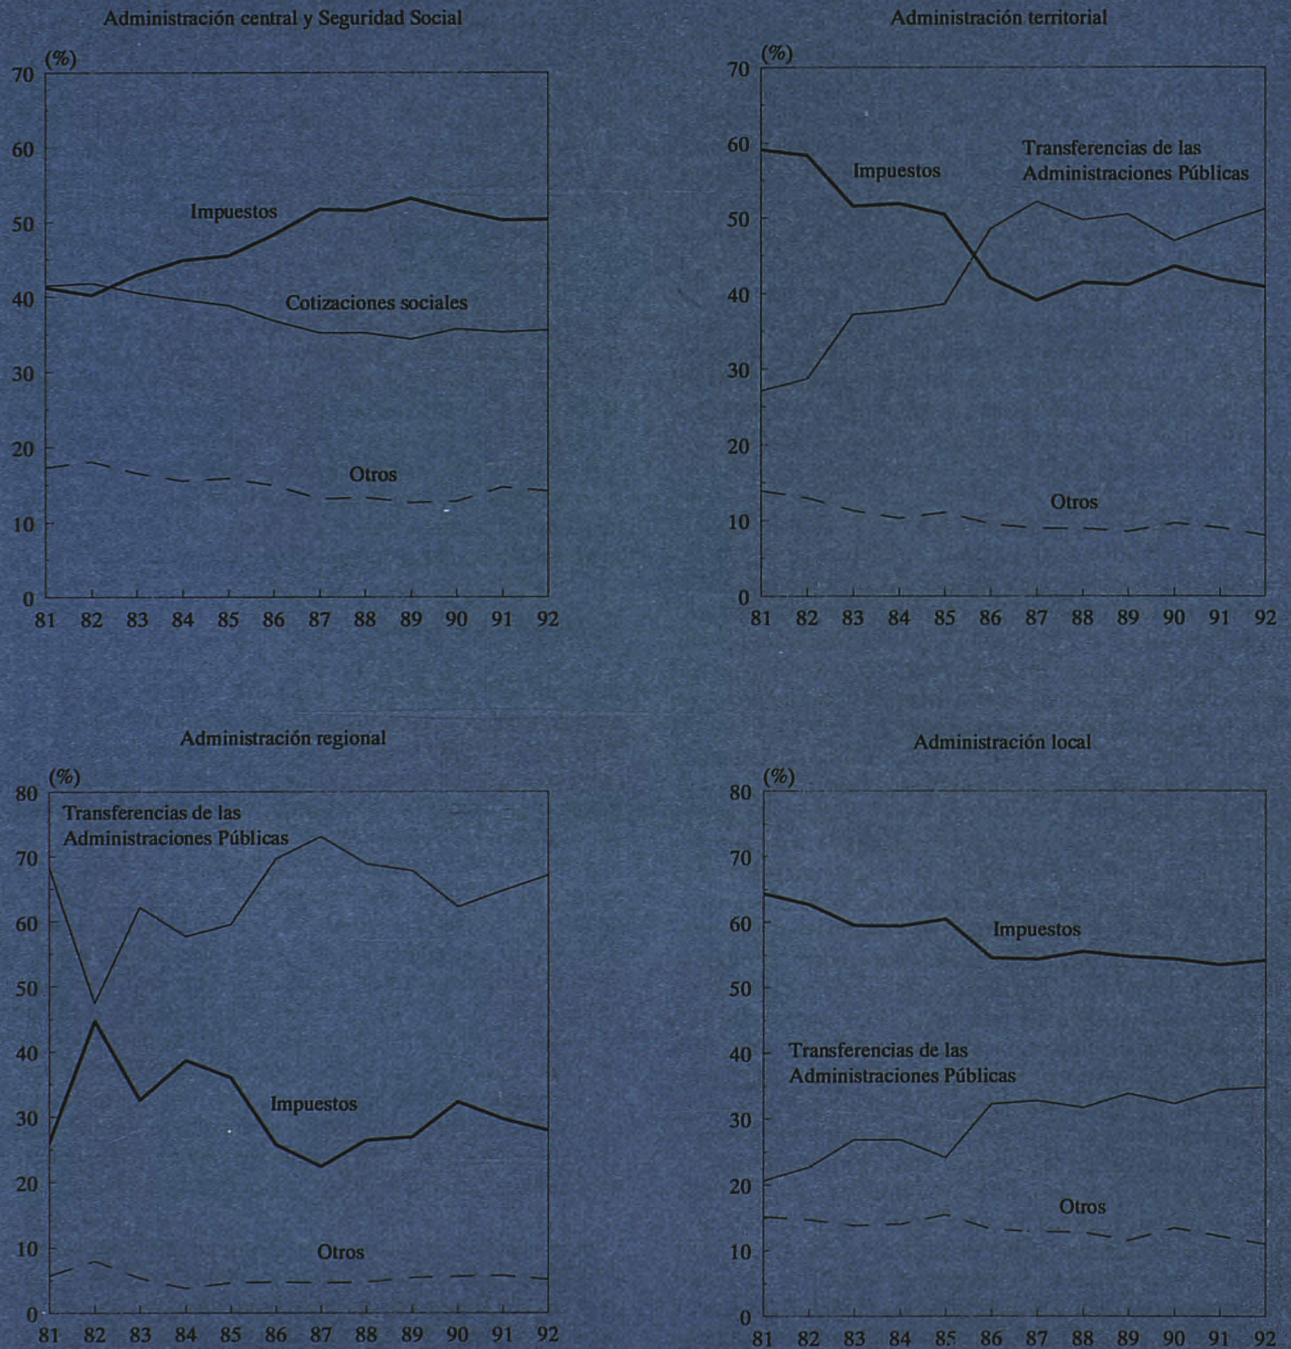 Administración central y Seguridad Social
(%)
70
60
50
40
30
20
10
0
Impuestos
Cotizaciones sociales
Otros
81 82 83 84 85 86 87 88 89 90 91 92
Administración territorial
(%)
70
60
50
40
30
20
10
0
Impuestos
Transferencias de las
Administraciones Públicas
Otros
81 82 83 84 85 86 87 88 89 90 91 92
Administración regional
(%)
80
70
60
50
40
30
20
10
0
Transferencias de las
Administraciones Públicas
Impuestos
Otros
81 82 83 84 85 86 87 88 89 90 91 92
Administración local
(%)
80
70
60
50
40
30
20
10
0
Impuestos
Transferencias de las
Administraciones Públicas
Otros
81 82 83 84 85 86 87 88 89 90 91 92